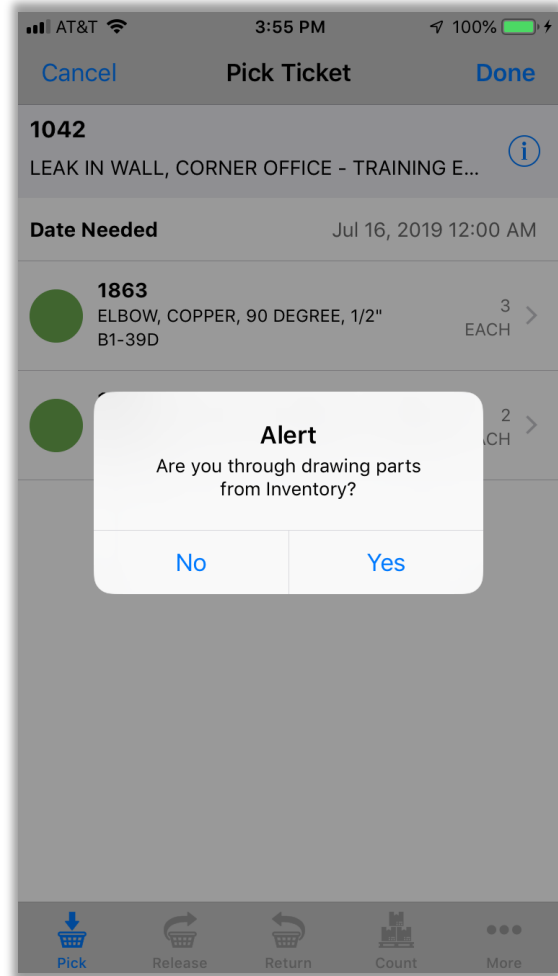 AT&T 3:55 PM 100%
Cancel Pick Ticket Done
1042
LEAK IN WALL, CORNER OFFICE - TRAINING E...
Date Needed Jul 16, 2019 12:00 AM
1863
ELBOW, COPPER, 90 DEGREE, 1/2"
B1-39D
3
EACH
2
Alert
Are you through drawing parts
from Inventory?
No Yes
Pick Release Return Count More